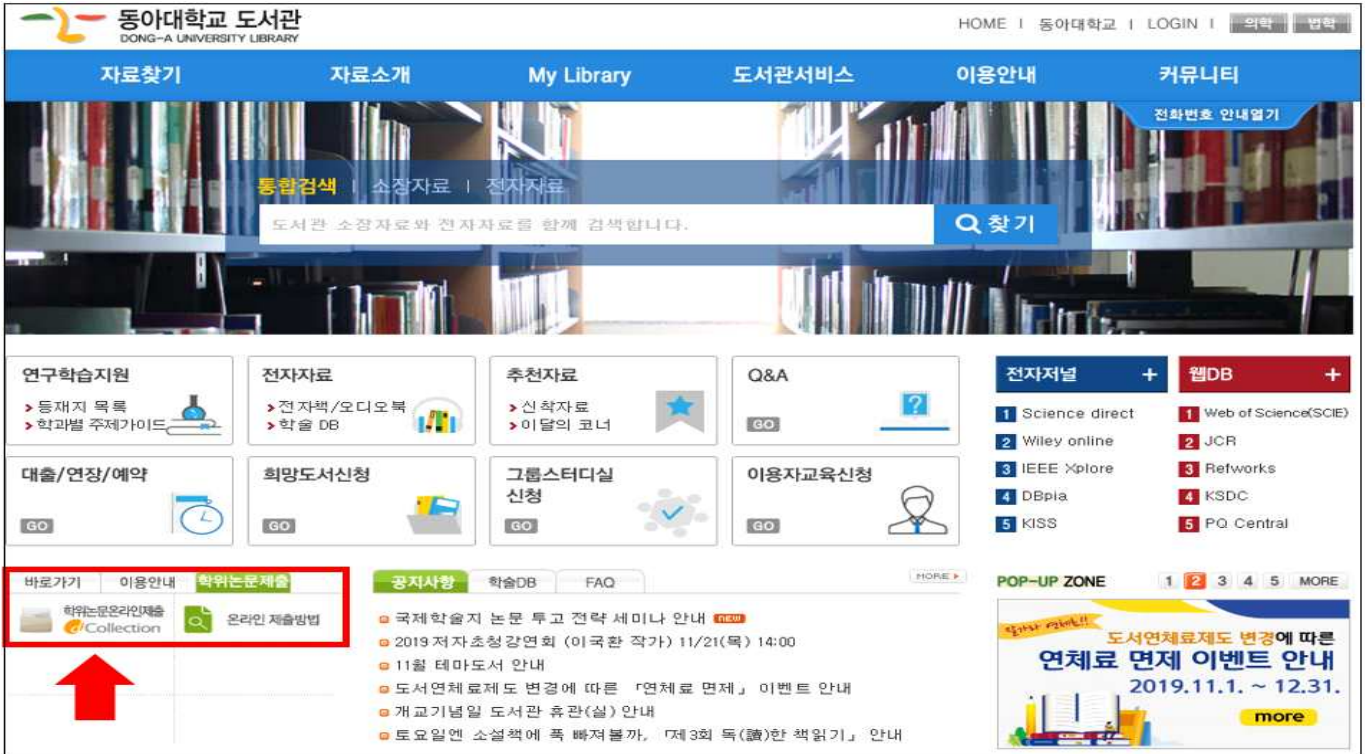 동아대학교 도서관
DONG-A UNIVERSITY LIBRARY
HOME | 동아대학교 | LOGIN | 의학 법학
자료찾기 자료소개 My Library 도서관서비스 이용안내 커뮤니티
전화번호 안내열기
통합검색 | 소장자료 | 전자자료
도서관 소장자료와 전자자료를 함께 검색합니다.
찾기
연구학습지원
등재지 목록
학과별 주제가이드
전자자료
전자책/오디오북
학술 DB
추천자료
신착자료
이달의 코너
Q&A
GO
전자저널 +
1 Science direct
2 Wiley online
3 IEEE Xplore
4 DBpia
5 KISS
웹DB +
1 Web of Science(SCIE)
2 JCR
3 Refworks
4 KSDC
5 PQ Central
대출/연장/예약
GO
희망도서신청
GO
그룹스터디실
신청
GO
이용자교육신청
GO
바로가기 이용안내 학위논문제출
학위논문온라인제출
d/Collection
온라인 제출방법
공지사항 학술DB FAQ
MORE
국제학술지 논문 투고 전략 세미나 안내 new
2019 저자초청강연회 (이국환 작가) 11/21(목) 14:00
11월 테마도서 안내
도서연체료제도 변경에 따른 「연체료 면제」 이벤트 안내
개교기념일 도서관 휴관(실) 안내
토요일엔 소설책에 푹 빠져볼까, 「제3회 독(讀)한 책읽기」 안내
POP-UP ZONE 1 2 3 4 5 MORE
도서연체료제도 변경에 따른
연체료 면제 이벤트 안내
2019.11.1. ~ 12.31.
more